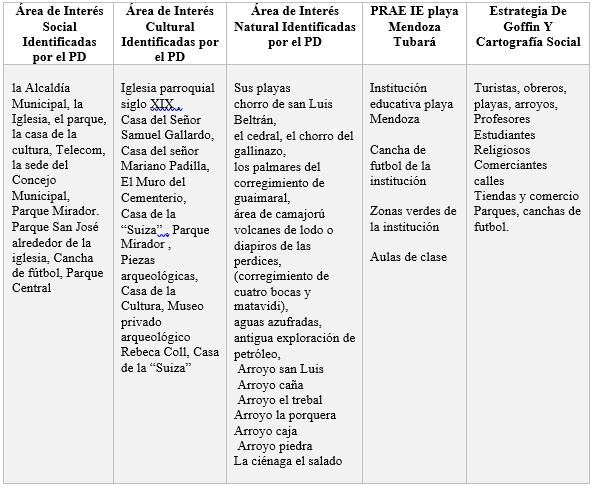 Área de Interés
Social
Identificadas
por el PD
Área de Interés
Cultural
Identificadas por
el PD
Área de Interés
Natural Identificadas
por el PD
PRAE IE playa
Mendoza
Tubará
Estrategia De
Goffin Y
Cartografía Social
la Alcaldía
Municipal, la
Iglesia, el parque,
la casa de la
cultura, Telecom,
la sede del
Concejo
Municipal,
Parque Mirador.
Parque San José
alrededor de la
iglesia, Cancha
de fútbol, Parque
Central
Iglesia parroquial
siglo XIX ,
Casa del Señor
Samuel Gallardo,
Casa del señor
Mariano Padilla,
El Muro del
Cementerio,
Casa de la
“Suiza” , Parque
Mirador ,
Piezas
arqueológicas,
Casa de la
Cultura, Museo
privado
arqueológico
Rebeca Coll, Casa
de la “Suiza”
Sus playas
chorro de san Luis
Beltrán,
el cedral, el chorro del
gallinazo,
los palmares del
corregimiento de
guaimaral,
área de camajorú
volcanes de lodo o
diapiros de las
perdices,
(corregimiento de
cuatro bocas y
matavidi),
aguas azufradas,
antigua exploración de
petróleo,
Arroyo san Luis
Arroyo caña
Arroyo el trebal
Arroyo la porquera
Arroyo caja
Arroyo piedra
La ciénaga el salado
Institución
educativa playa
Mendoza
Cancha de
futbol de la
institución
Zonas verdes de
la institución
Aulas de clase
Turistas, obreros,
playas, arroyos,
Profesores
Estudiantes
Religiosos
Comerciantes
calles
Tiendas y comercio
Parques, canchas de
futbol.